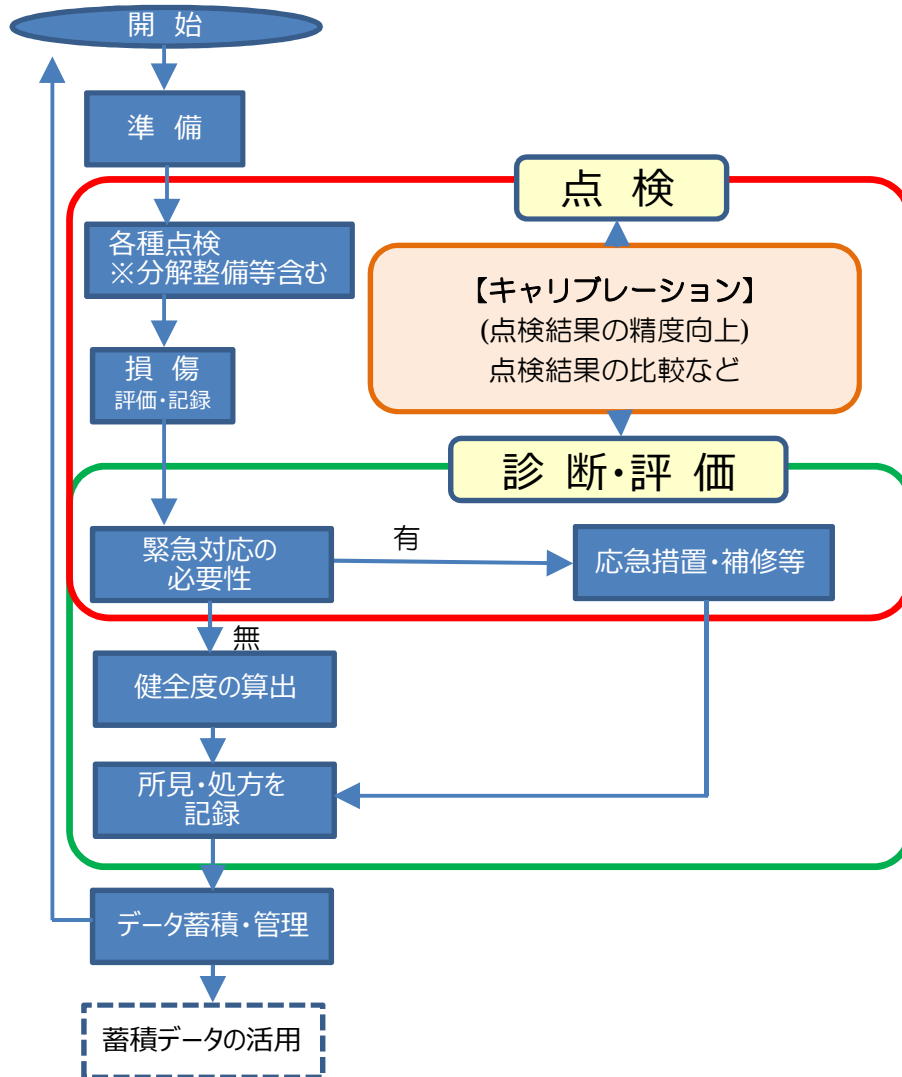 開 始
準 備
点 検
各種点検
※分解整備等含む
【キャリブレーション】
(点検結果の精度向上)
点検結果の比較など
損 傷
評価・記録
診 断・評 価
緊急対応の
必要性
有
応急措置・補修等
無
健全度の算出
所見・処方を
記録
データ蓄積・管理
蓄積データの活用